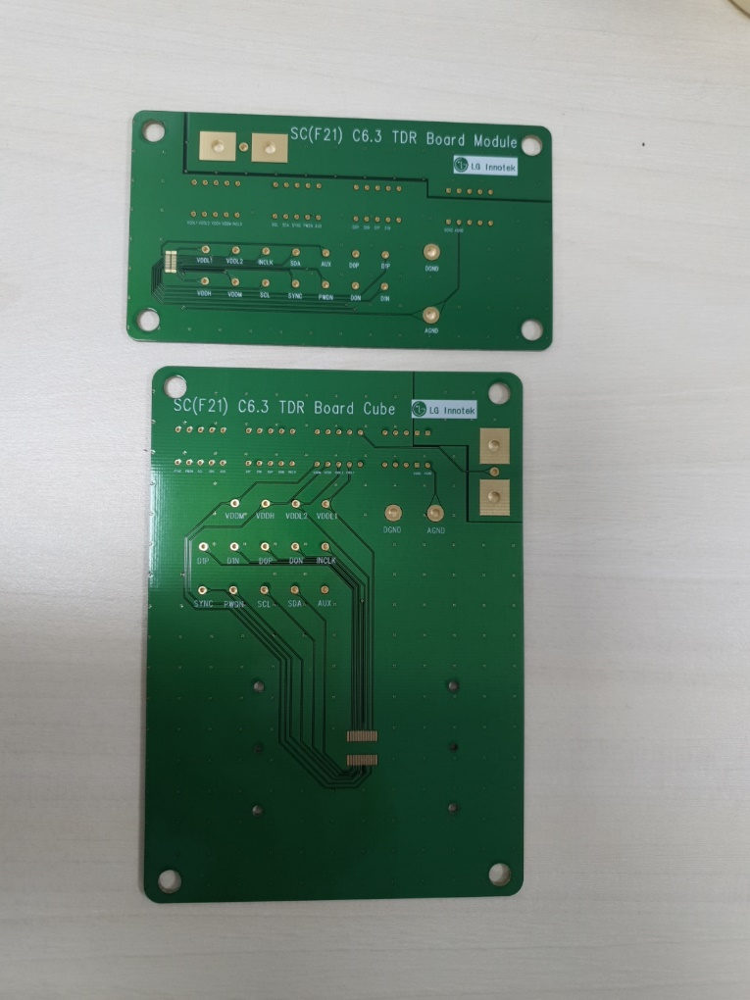 SC(F21) C6.3 TDR Board Module
LG Innotek
VDDL1 VDDL2 INCLK SDA AUX D0P D1P DGND
VDDH VDDM SCL SYNC PWDN D0N D1N
AGND
SC(F21) C6.3 TDR Board Cube LG Innotek
VDDM VDDH VDDL2 VDDL1
DGND AGND
D1P D1N D0P D0N INCLK
SYNC PWDN SCL SDA AUX